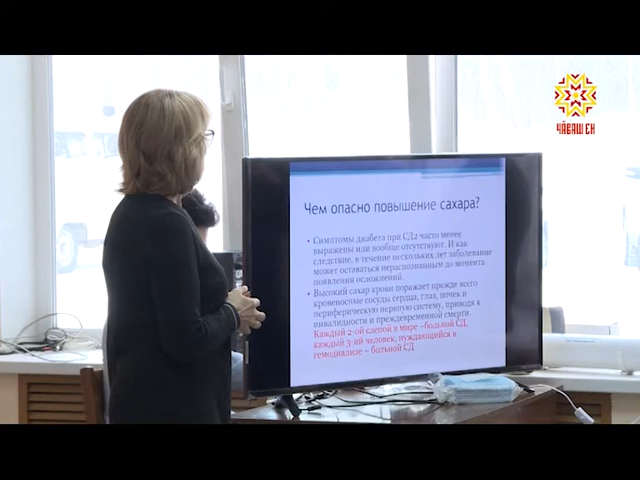 ЧӐВАШ ЕН
Чем опасно повышение сахара?
• Симптомы диабета при СД2 часто менее
выражены или вообще отсутствуют. И как
следствие, в течение нескольких лет заболевание
может оставаться нераспознанным до момента
появления осложнений.
• Высокий сахар крови поражает прежде всего
кровеносные сосуды сердца, глаз, почек и
периферическую нервную систему, приводя к
инвалидности и преждевременной смерти.
Каждый 2-ой слепой в мире –больной СД,
каждый 3-ий человек, нуждающийся в
гемодиализе – больной СД